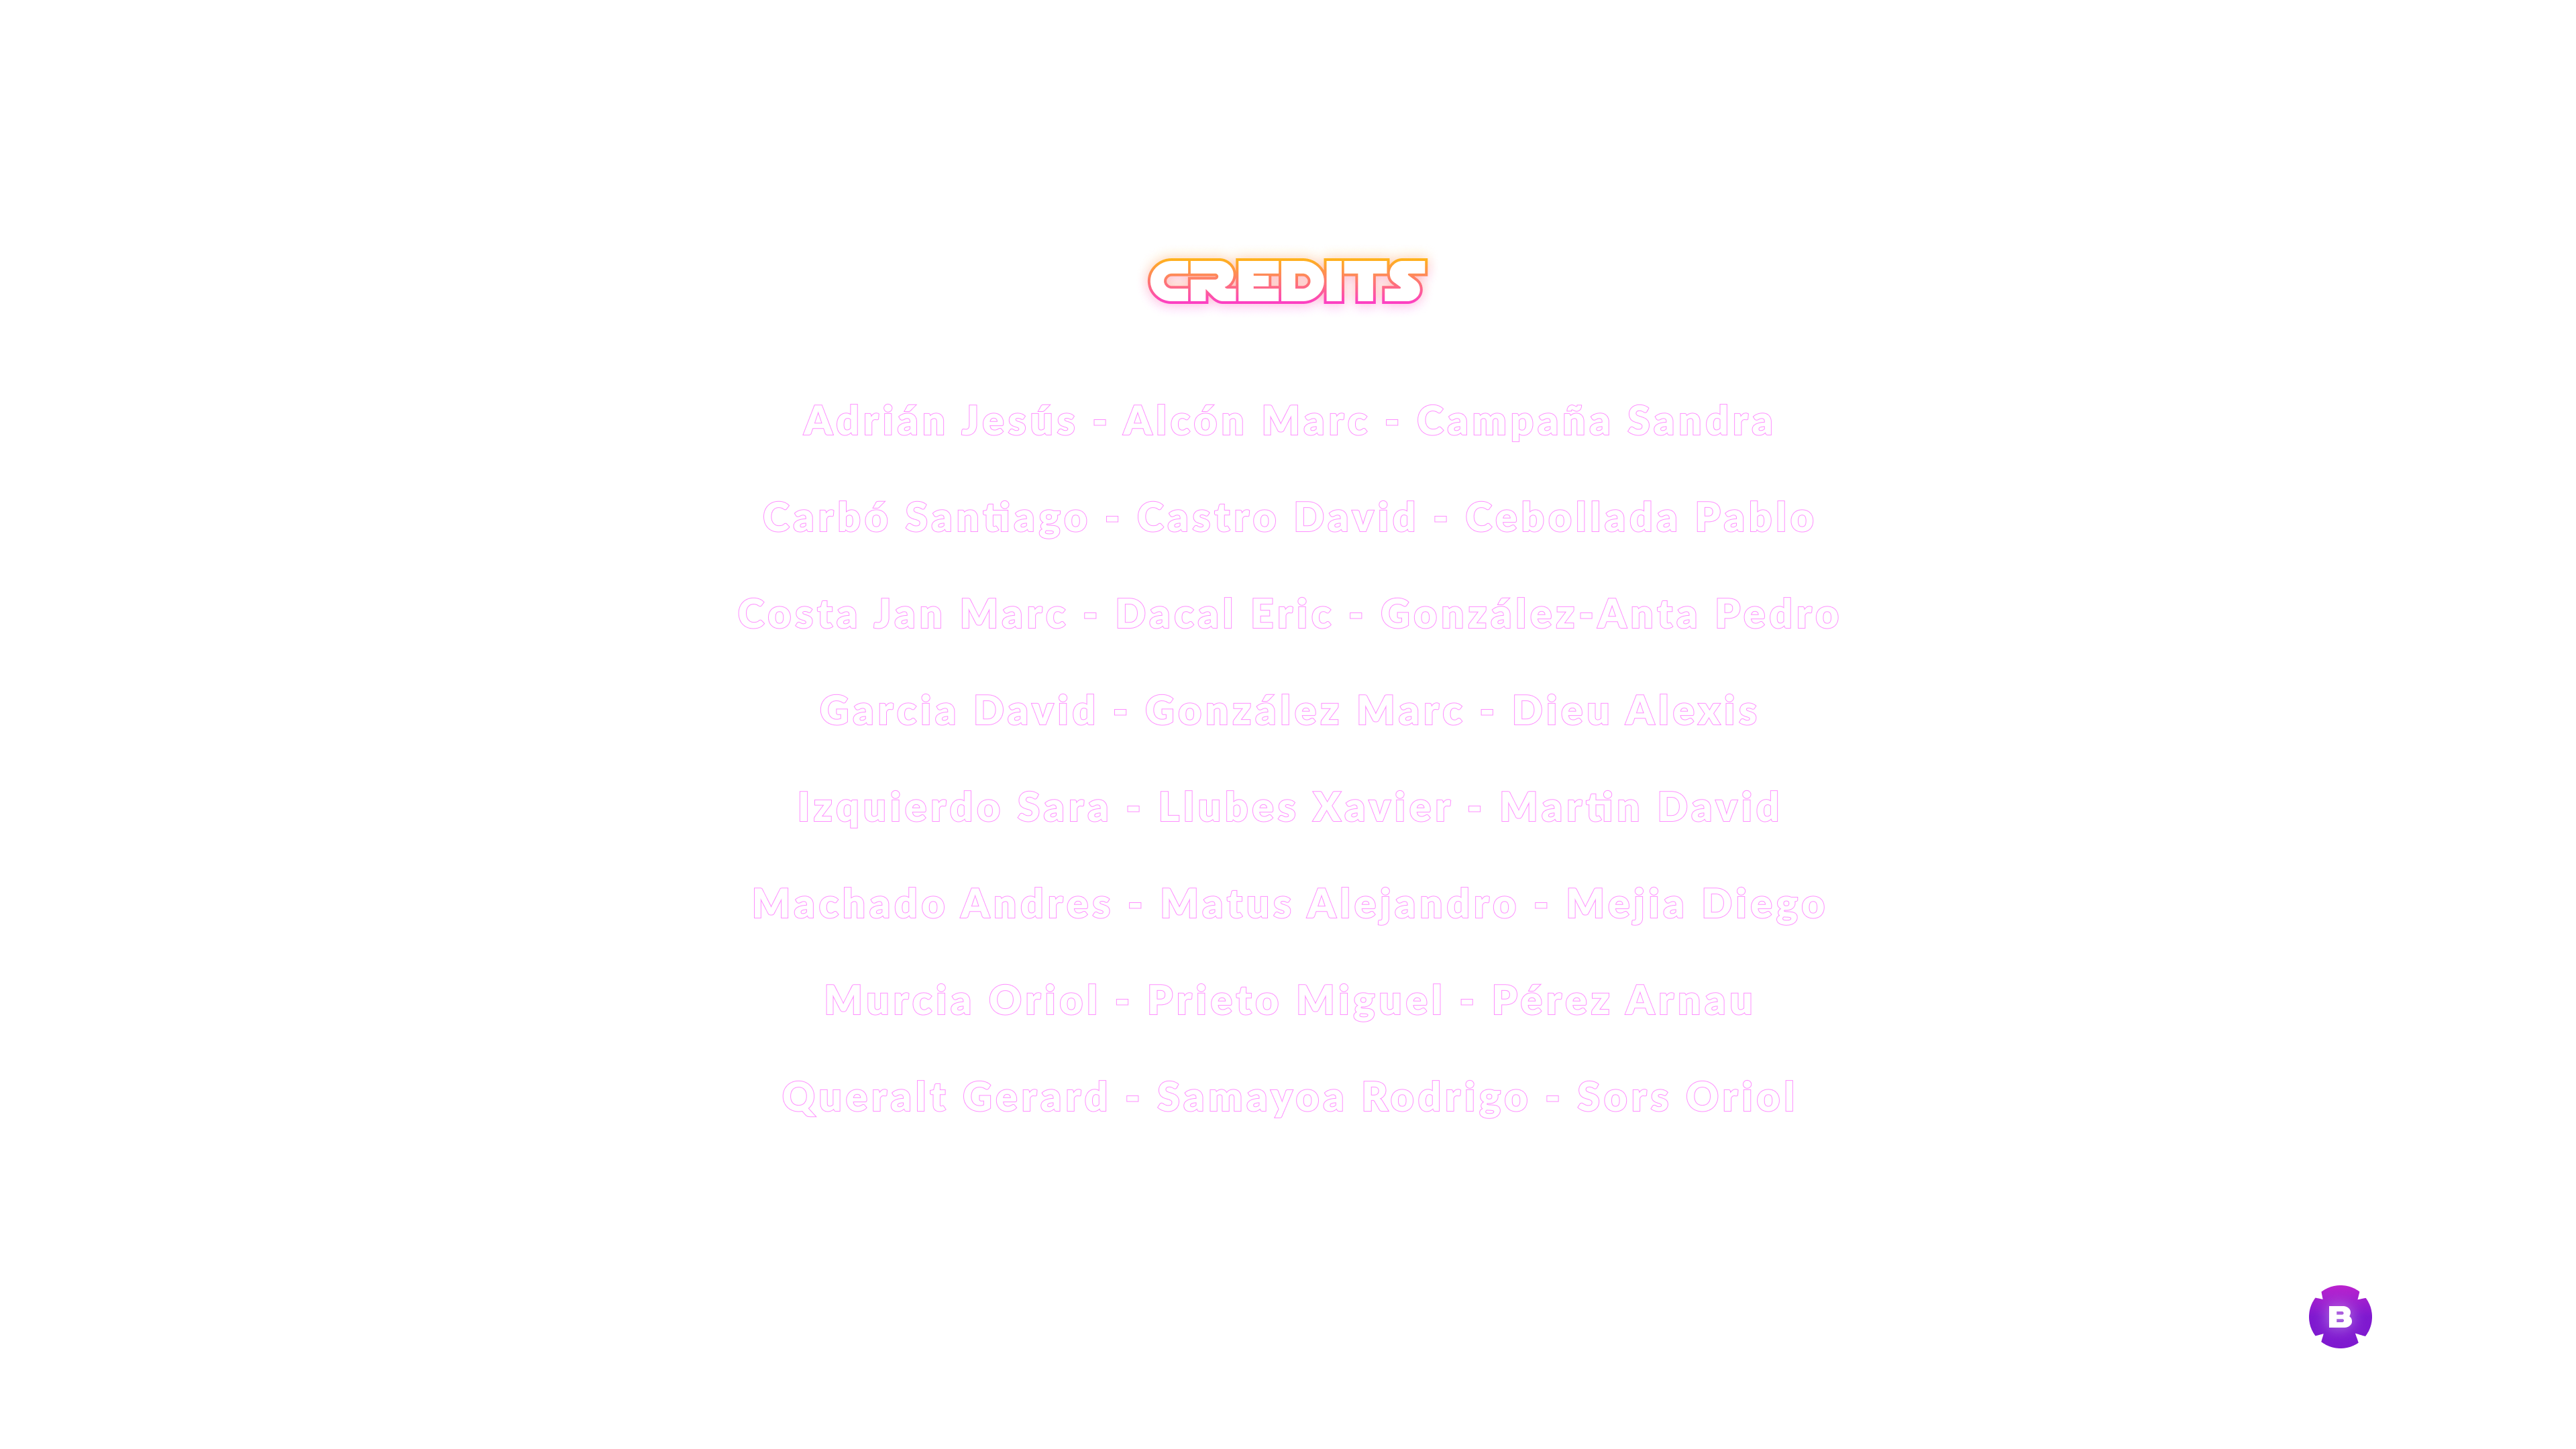 CREDITS
Adrián Jesús - Alcón Marc - Campaña Sandra
Carbó Santiago - Castro David - Cebollada Pablo
Costa Jan Marc - Dacal Eric - González-Anta Pedro
Garcia David - González Marc - Dieu Alexis
Izquierdo Sara - Llubes Xavier - Martin David
Machado Andres - Matus Alejandro - Mejia Diego
Murcia Oriol - Prieto Miguel - Pérez Arnau
Queralt Gerard - Samayoa Rodrigo - Sors Oriol
B